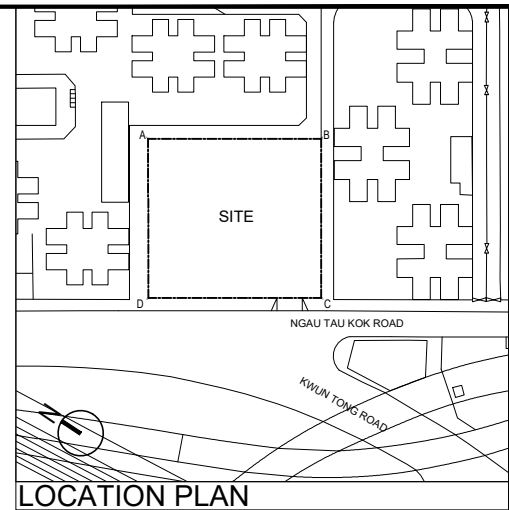 A
B
SITE
D
C
NGAU TAU KOK ROAD
KWUN TONG ROAD
N
LOCATION PLAN